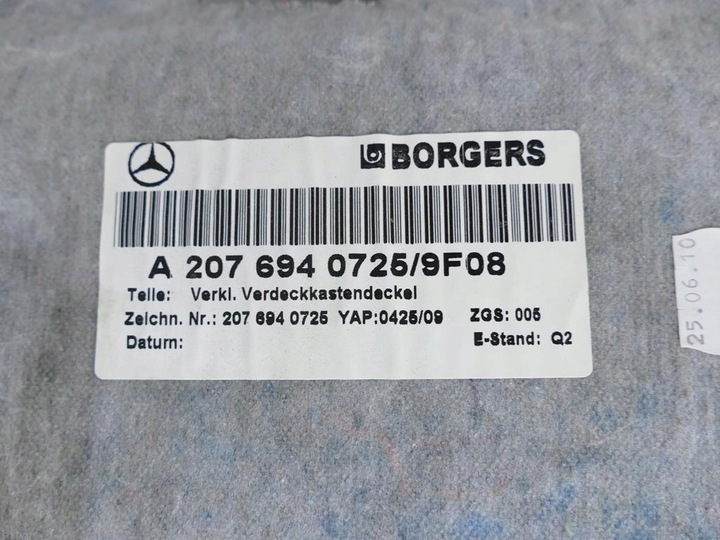 BORGERS
A 207 694 0725/9F08
Teile: Verkl. Verdeckkastendeckel
Zeichn. Nr.: 207 694 0725 YAP:0425/09 ZGS: 005
Datum: E-Stand: Q2
25.06.10